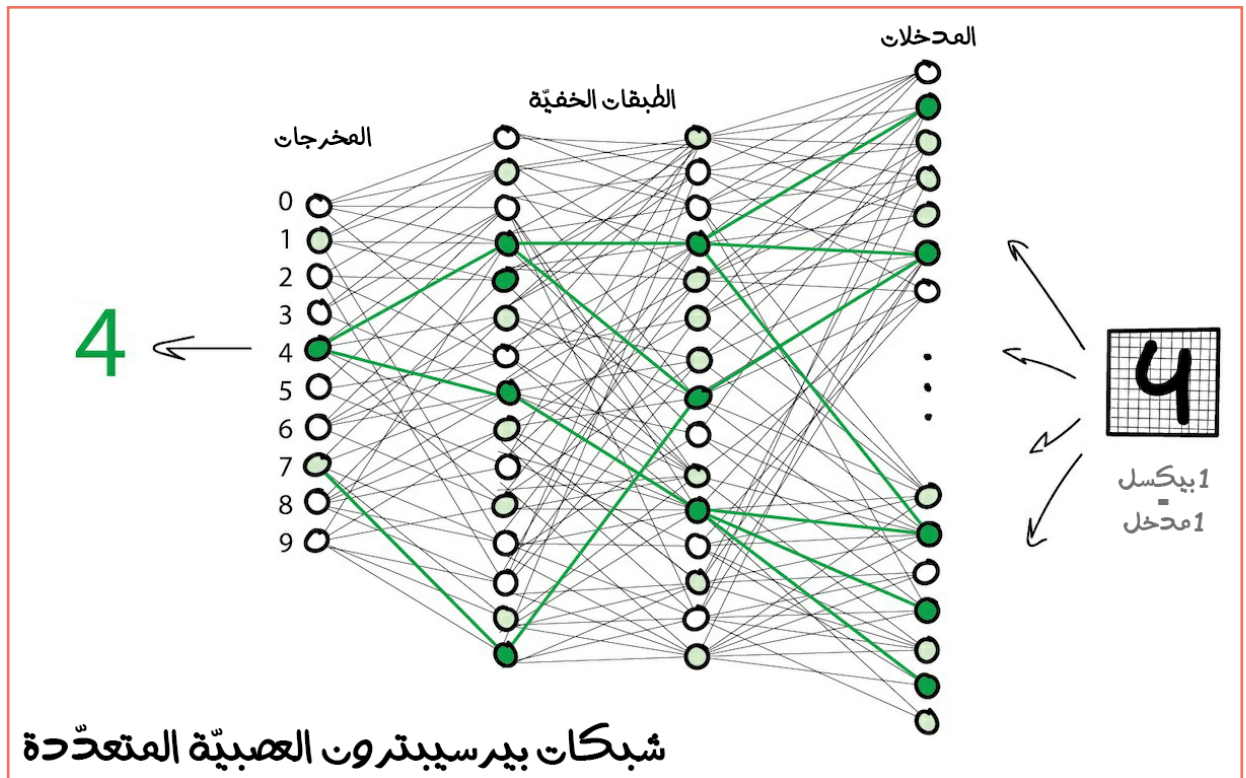 المدخلات
الطبقات الخفيّة
المخرجات
0
1
2
3
4
5
6
7
8
9
4
4
1 بيكسل
=
1 مدخل
شبكات بيرسيبترون العصبيّة المتعدّدة